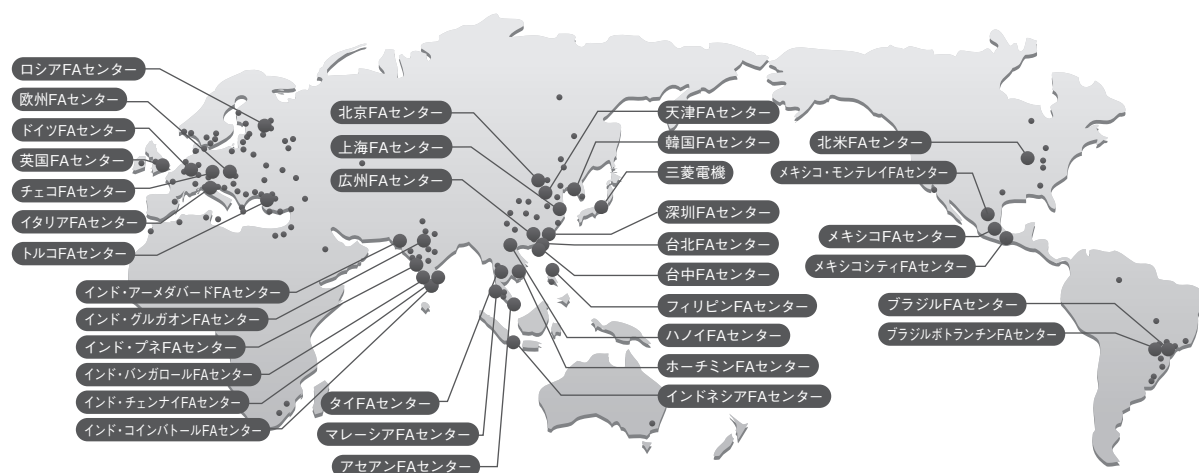 ロシアFAセンター
欧州FAセンター
ドイツFAセンター
英国FAセンター
チェコFAセンター
イタリアFAセンター
トルコFAセンター
インド・アーメダバードFAセンター
インド・グルガオンFAセンター
インド・プネFAセンター
インド・バンガロールFAセンター
インド・チェンナイFAセンター
インド・コインバトールFAセンター
北京FAセンター
上海FAセンター
広州FAセンター
タイFAセンター
マレーシアFAセンター
アセアンFAセンター
天津FAセンター
韓国FAセンター
三菱電機
深圳FAセンター
台北FAセンター
台中FAセンター
フィリピンFAセンター
ハノイFAセンター
ホーチミンFAセンター
インドネシアFAセンター
北米FAセンター
メキシコ・モンテレイFAセンター
メキシコFAセンター
メキシコシティFAセンター
ブラジルFAセンター
ブラジルボトランチンFAセンター